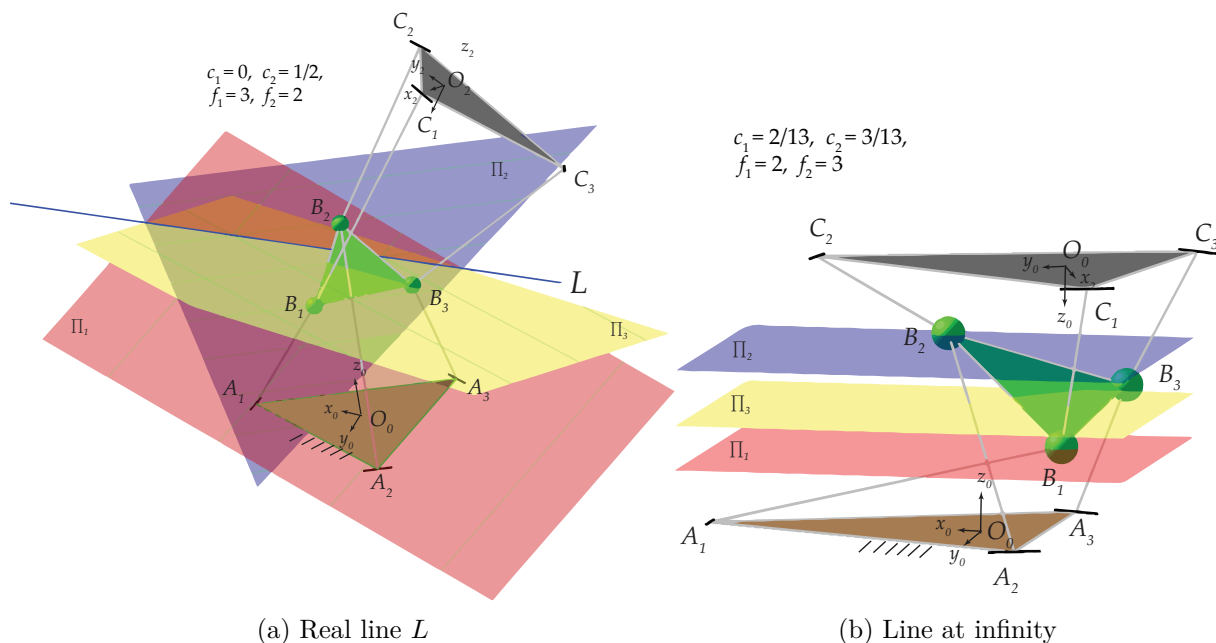 C₂
z₂
c₁=0, c₂=1/2,
f₁=3, f₂=2
y₂
O₂
x₂
C₁
Π₂
C₃
B₂
L
B₁
B₃
Π₁
Π₃
z₀
A₁
A₃
x₀
O₀
y₀
A₂
(a) Real line L
c₁=2/13, c₂=3/13,
f₁=2, f₂=3
C₂
C₃
O₀
y₀
x₂
C₁
z₀
B₂
Π₂
B₃
Π₃
Π₁
B₁
z₀
A₁
x₀
O₀
A₃
y₀
A₂
(b) Line at infinity